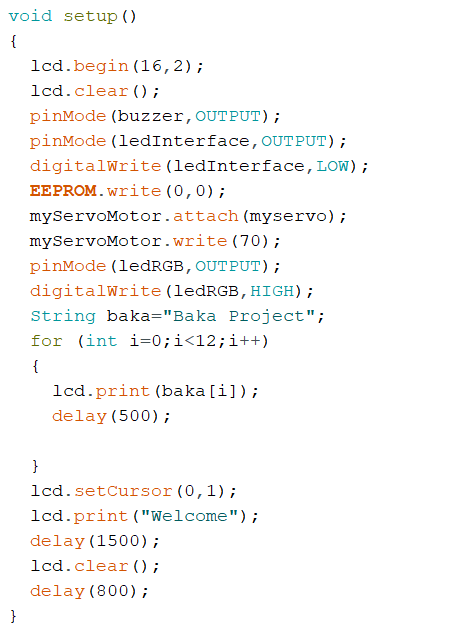 void setup()
{
  lcd.begin(16,2);
  lcd.clear();
  pinMode(buzzer,OUTPUT);
  pinMode(ledInterface,OUTPUT);
  digitalWrite(ledInterface,LOW);
  EEPROM.write(0,0);
  myServoMotor.attach(myservo);
  myServoMotor.write(70);
  pinMode(ledRGB,OUTPUT);
  digitalWrite(ledRGB,HIGH);
  String baka="Baka Project";
  for (int i=0;i<12;i++)
  {
    lcd.print(baka[i]);
    delay(500);

  }
  lcd.setCursor(0,1);
  lcd.print("Welcome");
  delay(1500);
  lcd.clear();
  delay(800);
}